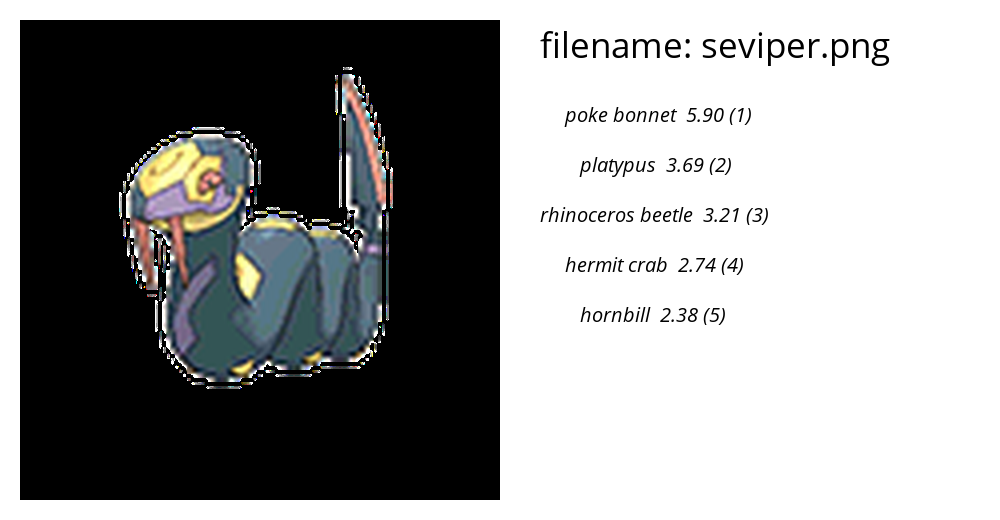 filename: seviper.png
poke bonnet 5.90 (1)
platypus 3.69 (2)
rhinoceros beetle 3.21 (3)
hermit crab 2.74 (4)
hornbill 2.38 (5)